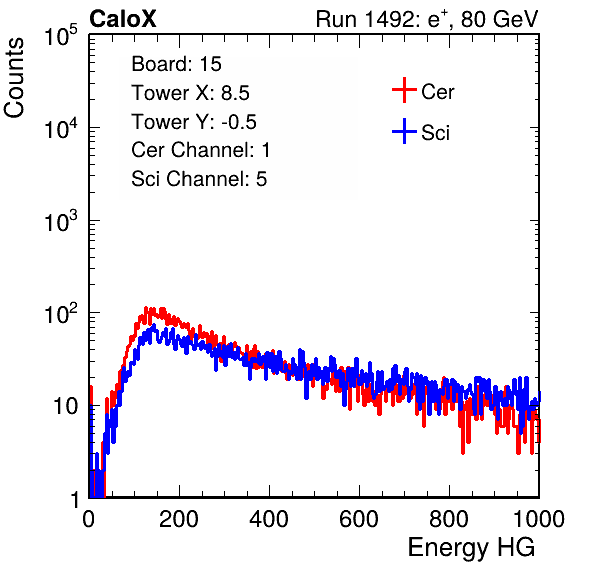 CaloX Run 1492: e⁺, 80 GeV
Counts
10⁵
10⁴
10³
10²
10
1
Board: 15
Tower X: 8.5
Tower Y: -0.5
Cer Channel: 1
Sci Channel: 5
Cer
Sci
0 200 400 600 800 1000
Energy HG